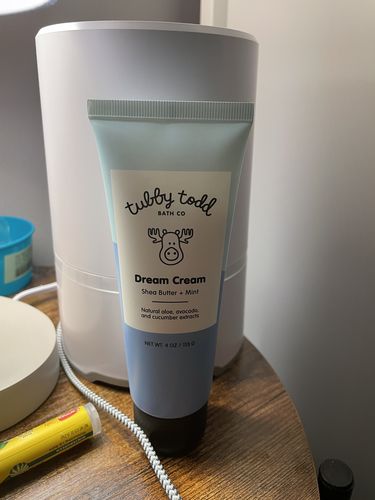 tubby todd
BATH CO
Dream Cream
Shea Butter + Mint
Natural aloe, avocado,
and cucumber extracts
NET WT. 4 OZ / 113 G